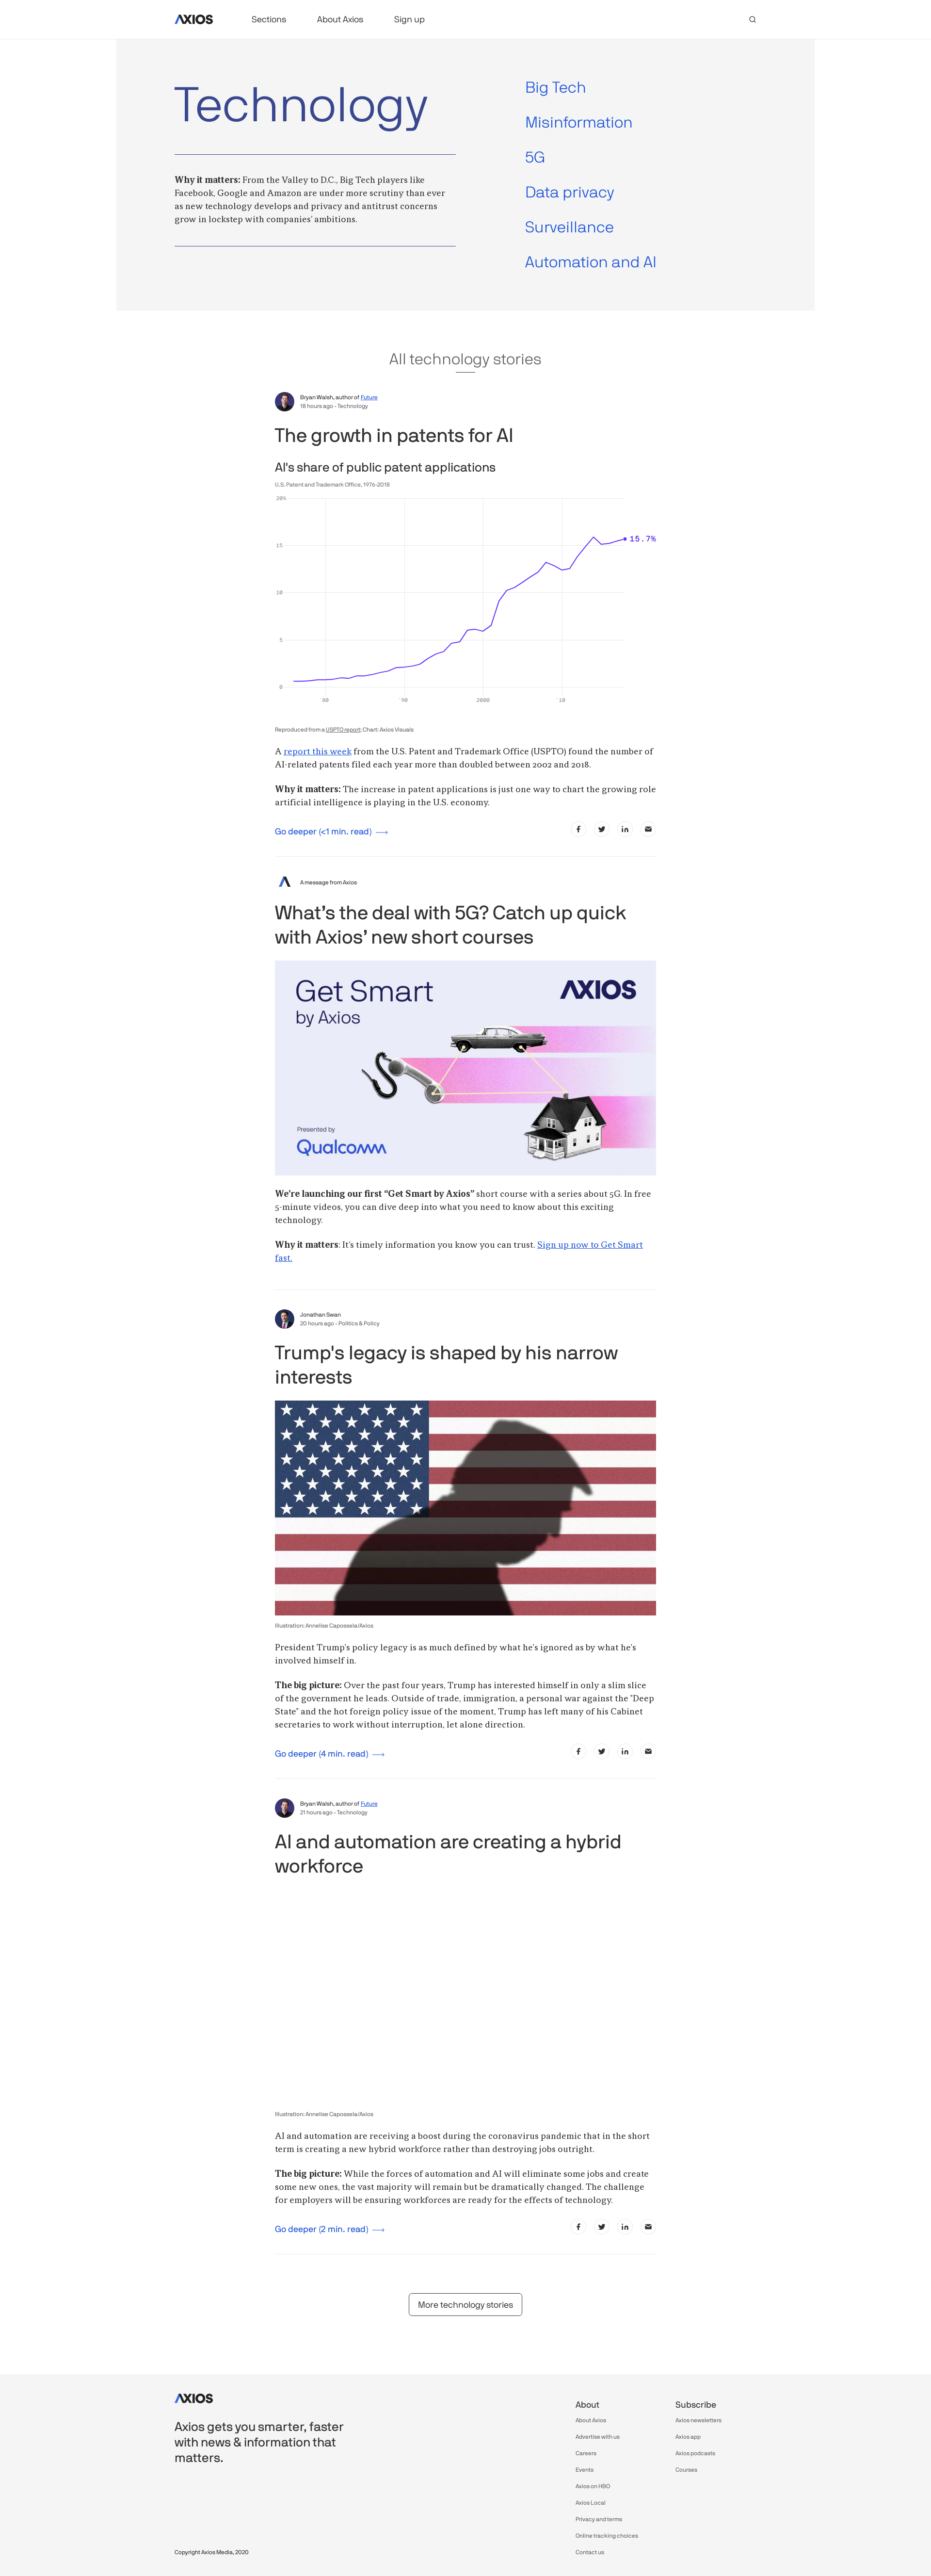 AXIOS
Sections
About Axios
Sign up
Technology
Why it matters: From the Valley to D.C., Big Tech players like
Facebook, Google and Amazon are under more scrutiny than ever
as new technology develops and privacy and antitrust concerns
grow in lockstep with companies' ambitions.
Big Tech
Misinformation
5G
Data privacy
Surveillance
Automation and AI
All technology stories
Bryan Walsh, author of Future
18 hours ago - Technology
The growth in patents for AI
AI's share of public patent applications
U.S. Patent and Trademark Office, 1976-2018
20%
15
10
5
0
15.7%
'80
'90
2000
'10
Reproduced from a USPTO report; Chart: Axios Visuals
A report this week from the U.S. Patent and Trademark Office (USPTO) found the number of
AI-related patents filed each year more than doubled between 2002 and 2018.
Why it matters: The increase in patent applications is just one way to chart the growing role
artificial intelligence is playing in the U.S. economy.
Go deeper (<1 min. read)
A message from Axios
What's the deal with 5G? Catch up quick
with Axios' new short courses
Get Smart
by Axios
AXIOS
Presented by
Qualcomm
We're launching our first “Get Smart by Axios” short course with a series about 5G. In free
5-minute videos, you can dive deep into what you need to know about this exciting
technology.
Why it matters: It's timely information you know you can trust. Sign up now to Get Smart
fast.
Jonathan Swan
20 hours ago - Politics & Policy
Trump's legacy is shaped by his narrow
interests
Illustration: Annelise Capossela/Axios
President Trump's policy legacy is as much defined by what he's ignored as by what he's
involved himself in.
The big picture: Over the past four years, Trump has interested himself in only a slim slice
of the government he leads. Outside of trade, immigration, a personal war against the "Deep
State" and the hot foreign policy issue of the moment, Trump has left many of his Cabinet
secretaries to work without interruption, let alone direction.
Go deeper (4 min. read)
Bryan Walsh, author of Future
21 hours ago - Technology
AI and automation are creating a hybrid
workforce
Illustration: Annelise Capossela/Axios
AI and automation are receiving a boost during the coronavirus pandemic that in the short
term is creating a new hybrid workforce rather than destroying jobs outright.
The big picture: While the forces of automation and AI will eliminate some jobs and create
some new ones, the vast majority will remain but be dramatically changed. The challenge
for employers will be ensuring workforces are ready for the effects of technology.
Go deeper (2 min. read)
More technology stories
AXIOS
Axios gets you smarter, faster
with news & information that
matters.
Copyright Axios Media, 2020
About
About Axios
Advertise with us
Careers
Events
Axios on HBO
Axios Local
Privacy and terms
Online tracking choices
Contact us
Subscribe
Axios newsletters
Axios app
Axios podcasts
Courses